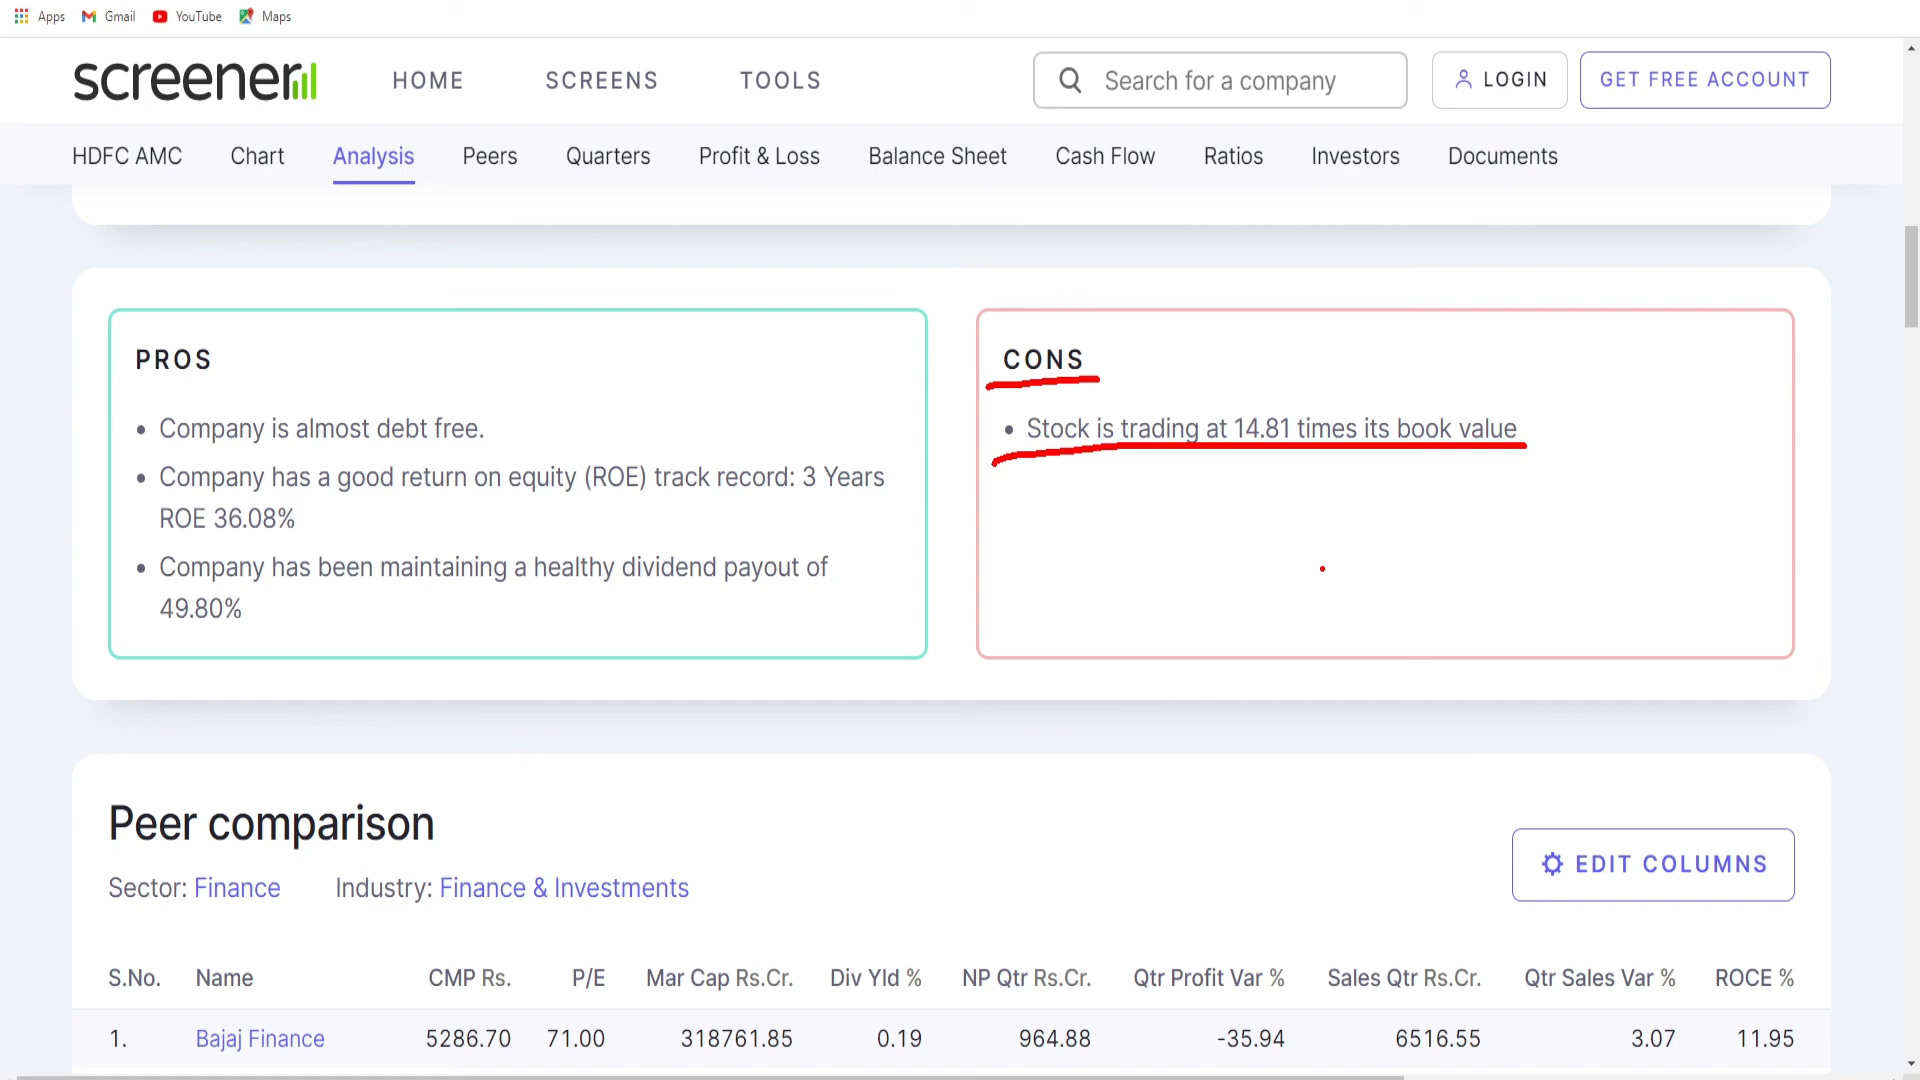 Apps Gmail YouTube Maps
screener HOME SCREENS TOOLS Search for a company LOGIN GET FREE ACCOUNT
HDFC AMC Chart Analysis Peers Quarters Profit & Loss Balance Sheet Cash Flow Ratios Investors Documents
PROS
• Company is almost debt free.
• Company has a good return on equity (ROE) track record: 3 Years
ROE 36.08%
• Company has been maintaining a healthy dividend payout of
49.80%
CONS
• Stock is trading at 14.81 times its book value
Peer comparison
Sector: Finance Industry: Finance & Investments
EDIT COLUMNS
S.No. Name CMP Rs. P/E Mar Cap Rs.Cr. Div Yld % NP Qtr Rs.Cr. Qtr Profit Var % Sales Qtr Rs.Cr. Qtr Sales Var % ROCE %
1. Bajaj Finance 5286.70 71.00 318761.85 0.19 964.88 -35.94 6516.55 3.07 11.95